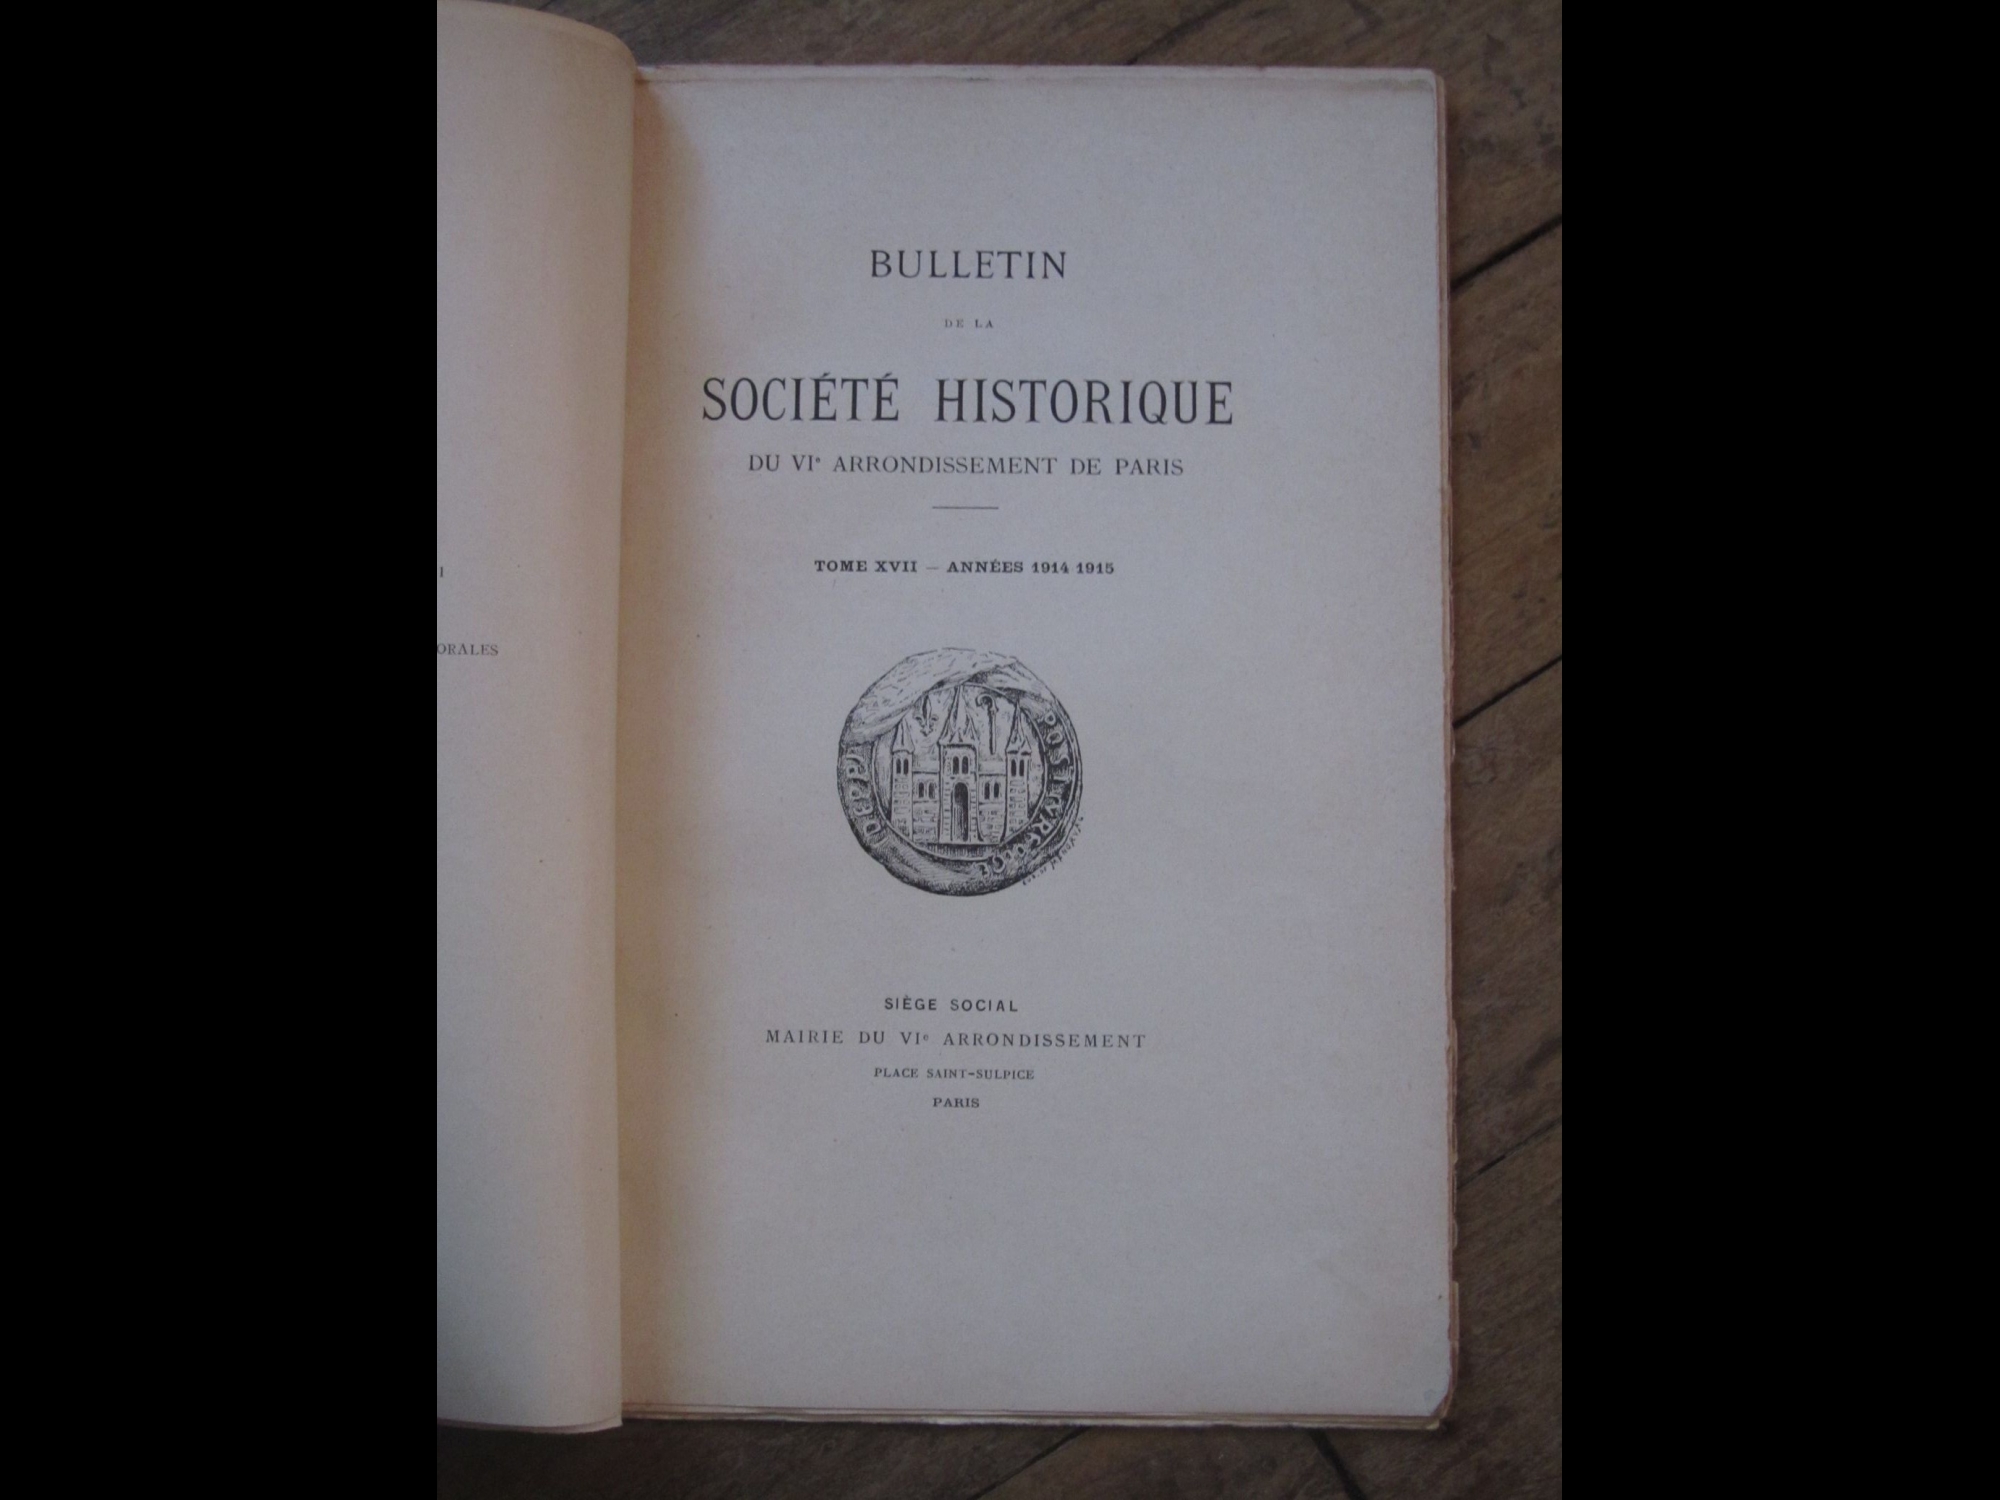 I
ORALES
BULLETIN
DE LA
SOCIÉTÉ HISTORIQUE
DU VIe ARRONDISSEMENT DE PARIS
TOME XVII — ANNÉES 1914 1915
SIÈGE SOCIAL
MAIRIE DU VIe ARRONDISSEMENT
PLACE SAINT-SULPICE
PARIS